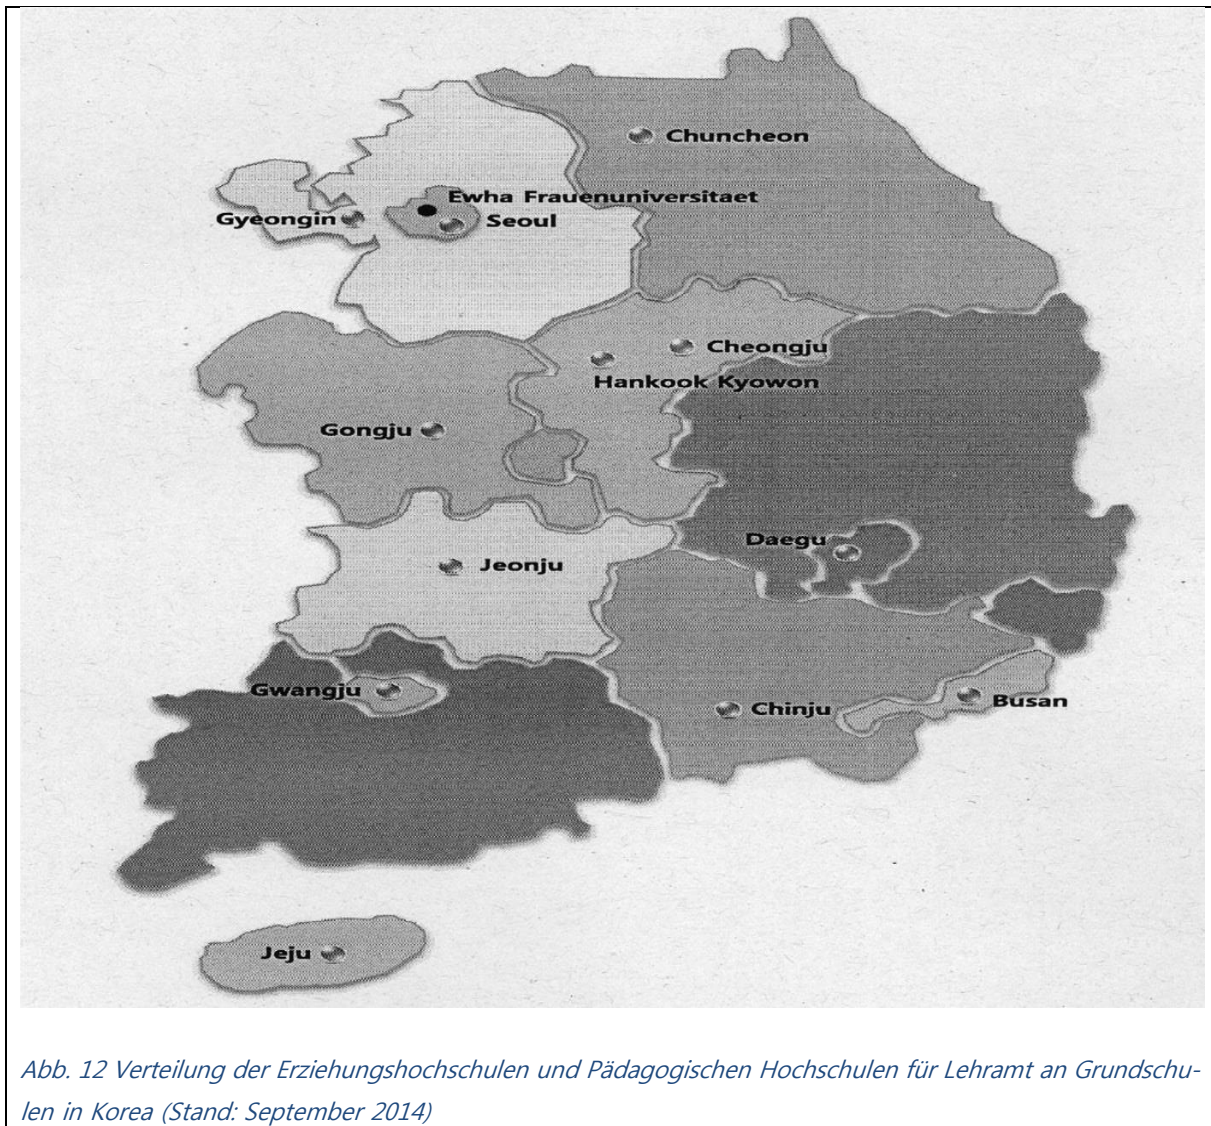 Chuncheon
Ewha Frauenuniversitaet
Gyeongin
Seoul
Cheongju
Hankook Kyowon
Gongju
Daegu
Jeonju
Gwangju
Busan
Chinju
Jeju
Abb. 12 Verteilung der Erziehungshochschulen und Pädagogischen Hochschulen für Lehramt an Grundschu-
len in Korea (Stand: September 2014)